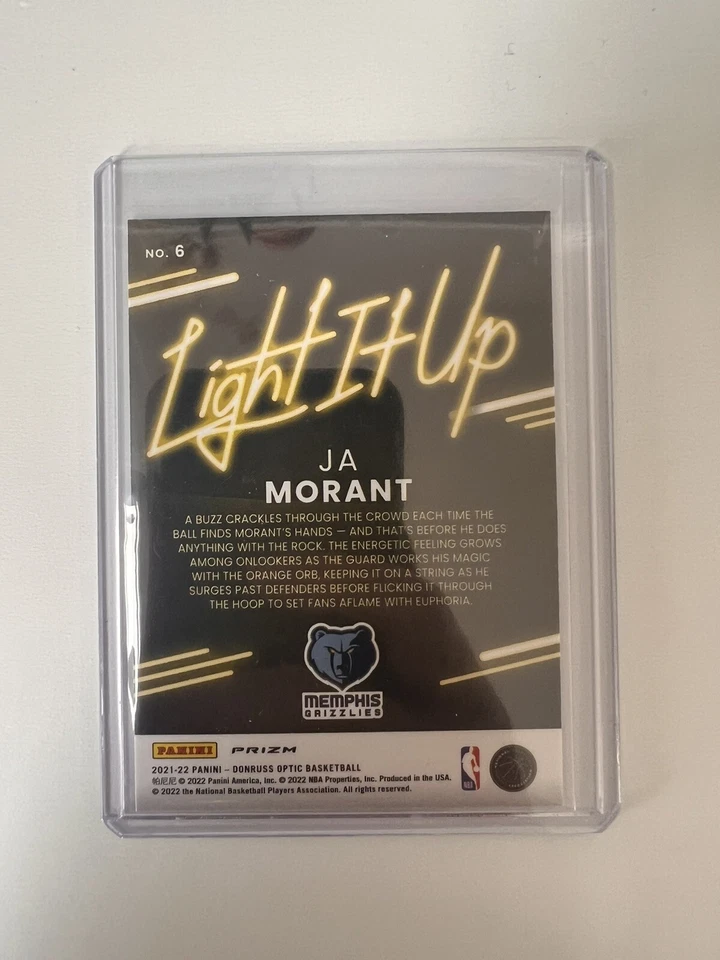 NO. 6
Light It Up
JA
MORANT
A BUZZ CRACKLES THROUGH THE CROWD EACH TIME THE
BALL FINDS MORANT'S HANDS — AND THAT'S BEFORE HE DOES
ANYTHING WITH THE ROCK. THE ENERGETIC FEELING GROWS
AMONG ONLOOKERS AS THE GUARD WORKS HIS MAGIC
WITH THE ORANGE ORB, KEEPING IT ON A STRING AS HE
SURGES PAST DEFENDERS BEFORE FLICKING IT THROUGH
THE HOOP TO SET FANS AFLAME WITH EUPHORIA.
MEMPHIS
GRIZZLIES
PANINI PRIZM
2021-22 PANINI – DONRUSS OPTIC BASKETBALL
帕尼尼 © 2022 Panini America, Inc. © 2022 NBA Properties, Inc. Produced in the USA.
© 2022 the National Basketball Players Association. All rights reserved.
NBA